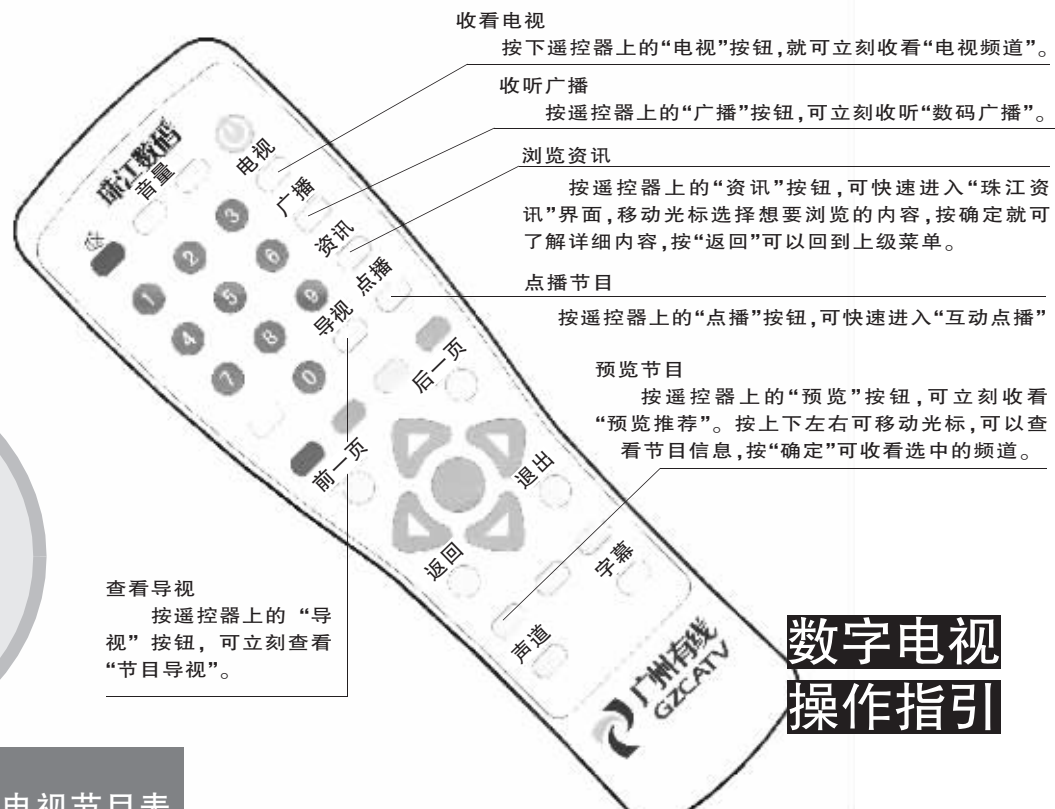 收看电视
按下遥控器上的“电视”按钮,就可立刻收看“电视频道”。
收听广播
按遥控器上的“广播”按钮,可立刻收听“数码广播”。
浏览资讯
按遥控器上的“资讯”按钮,可快速进入“珠江资
讯”界面,移动光标选择想要浏览的内容,按确定就可
了解详细内容,按“返回”可以回到上级菜单。
点播节目
按遥控器上的“点播”按钮,可快速进入“互动点播”
预览节目
按遥控器上的“预览”按钮,可立刻收看
“预览推荐”。按上下左右可移动光标,可以查
看节目信息,按“确定”可收看选中的频道。
珠江数码
音量
电视
广播
资讯
点播
导视
1
2
3
4
5
6
7
8
9
0
后一页
前一页
退出
返回
字幕
声道
广州有线
GZCATV
查看导视
按遥控器上的“导
视”按钮,可立刻查看
“节目导视”。
数字电视
操作指引
电视节目表